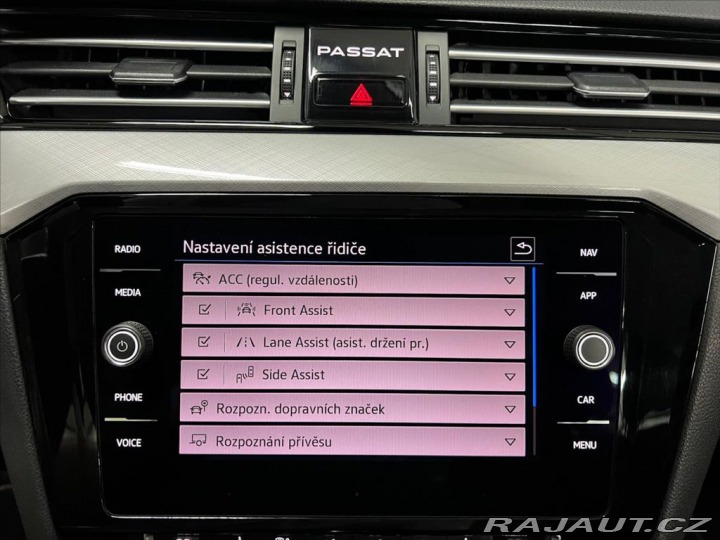 PASSAT
RADIO
MEDIA
PHONE
VOICE
Nastavení asistence řidiče
ACC (regul. vzdálenosti)
Front Assist
Lane Assist (asist. držení pr.)
Side Assist
Rozpozn. dopravních značek
Rozpoznání přívěsu
NAV
APP
CAR
MENU
RAJAUT.CZ